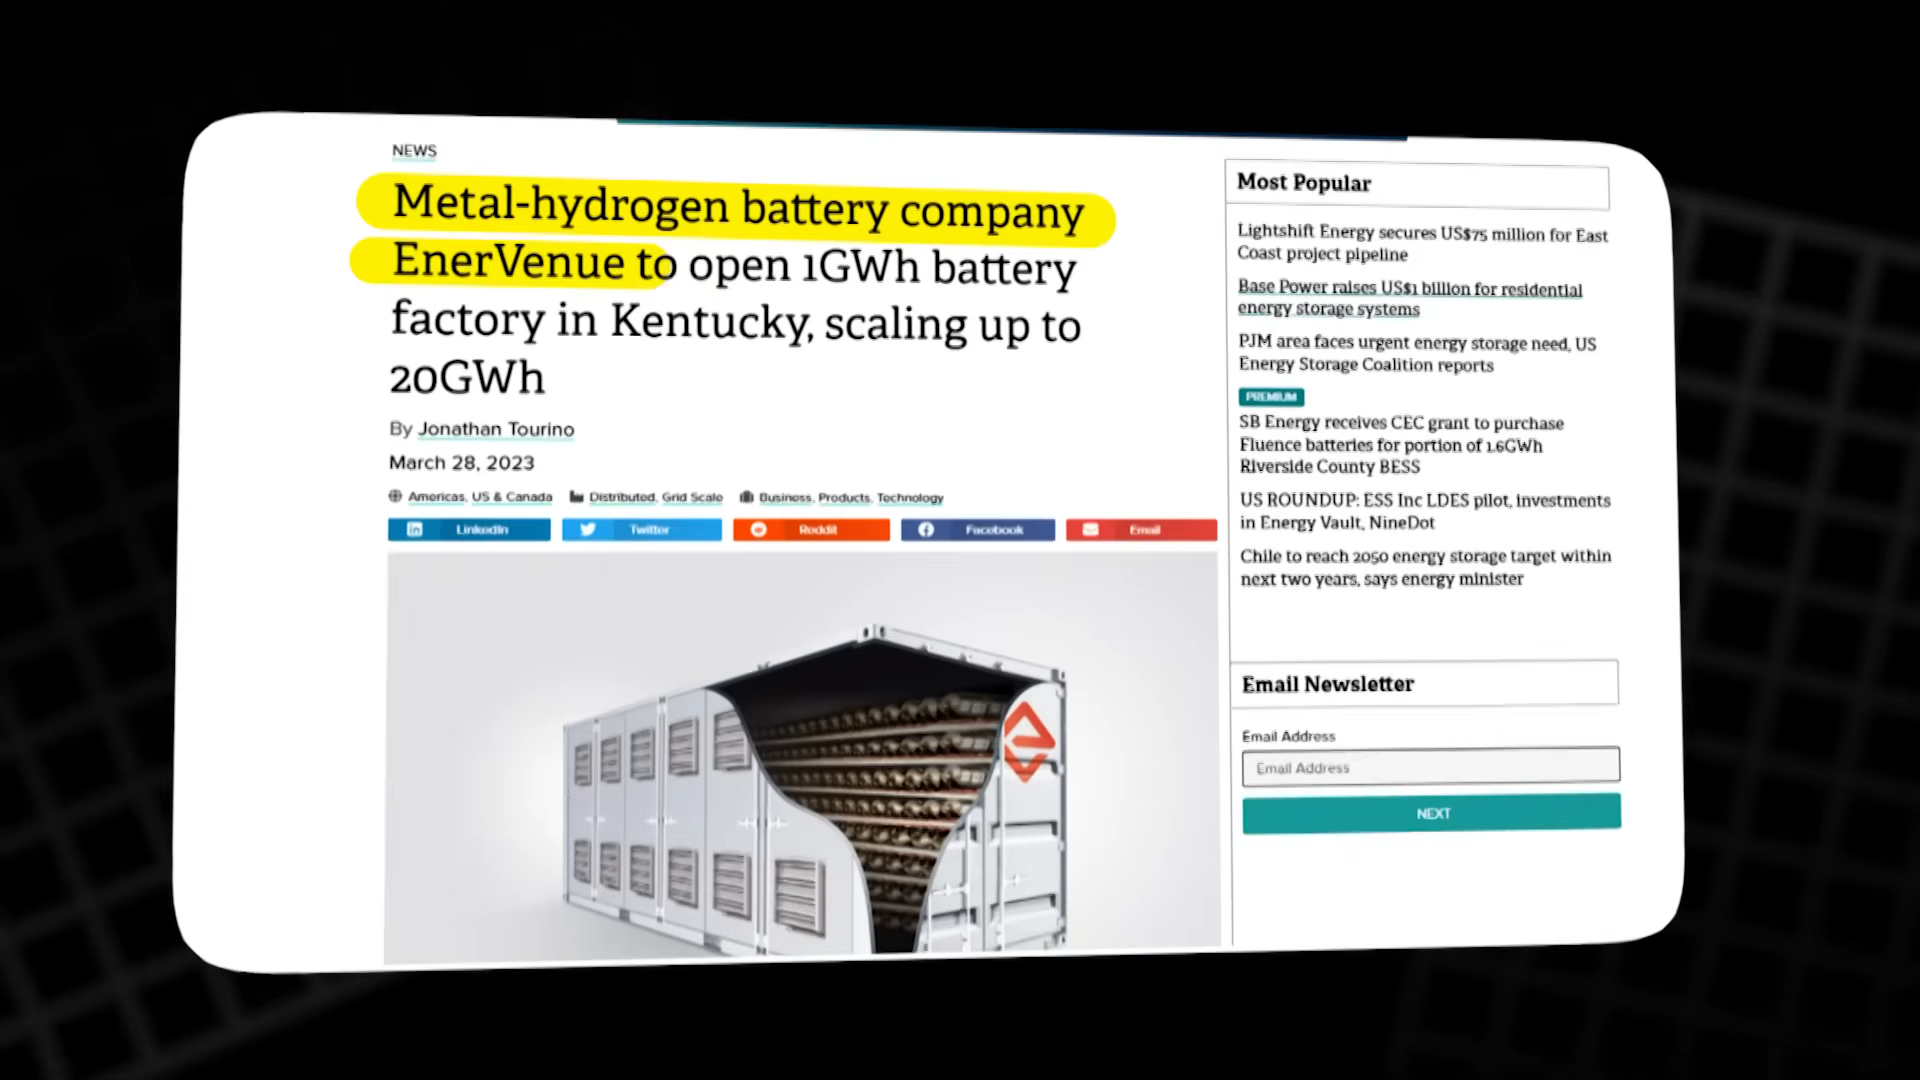 NEWS
Metal-hydrogen battery company
EnerVenue to open 1GWh battery
factory in Kentucky, scaling up to
20GWh
By Jonathan Tourino
March 28, 2023
Americas, US & Canada Distributed, Grid Scale Business, Products, Technology
LinkedIn Twitter Reddit Facebook Email
Most Popular
Lightshift Energy secures US$75 million for East
Coast project pipeline
Base Power raises US$1 billion for residential
energy storage systems
PJM area faces urgent energy storage need, US
Energy Storage Coalition reports
PREMIUM
SB Energy receives CEC grant to purchase
Fluence batteries for portion of 1.6GWh
Riverside County BESS
US ROUNDUP: ESS Inc LDES pilot, investments
in Energy Vault, NineDot
Chile to reach 2050 energy storage target within
next two years, says energy minister
Email Newsletter
Email Address
Email Address
NEXT